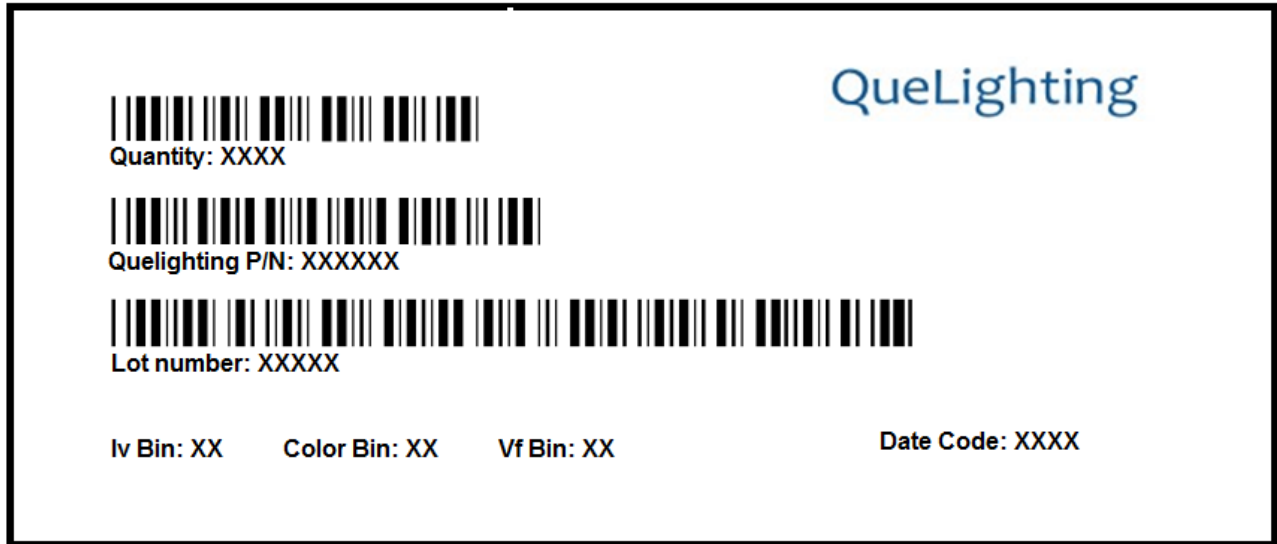 QueLighting
Quantity: XXXX
Quelighting P/N: XXXXXX
Lot number: XXXXX
Iv Bin: XX Color Bin: XX Vf Bin: XX Date Code: XXXX